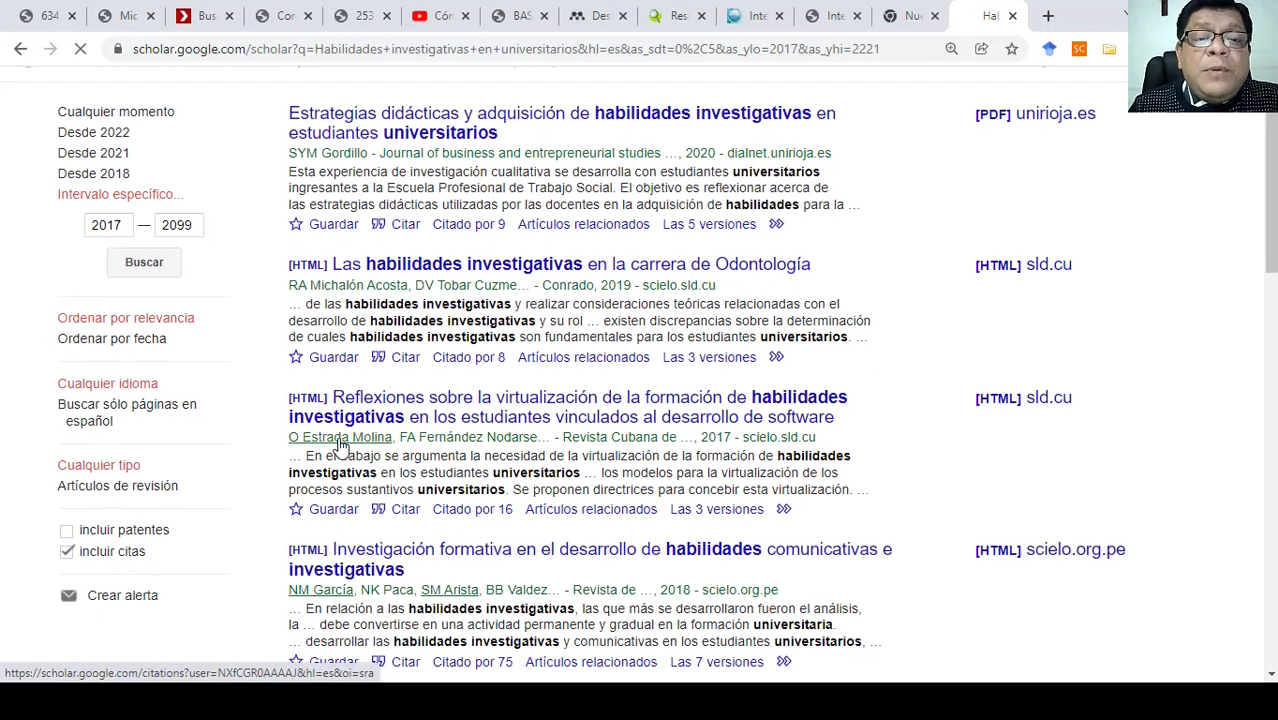 634
Mic
Bus
Cor
253
Cón
BAS
Des
Res
Inte
Inte
Nue
Hab
scholar.google.com/scholar?q=Habilidades+investigativas+en+universitarios&hl=es&as_sdt=0%2C5&as_ylo=2017&as_yhi=2221
SC
Cualquier momento
Desde 2022
Desde 2021
Desde 2018
Intervalo específico...
2017 — 2099
Buscar
Ordenar por relevancia
Ordenar por fecha
Cualquier idioma
Buscar sólo páginas en
español
Cualquier tipo
Artículos de revisión
incluir patentes
incluir citas
Crear alerta
Estrategias didácticas y adquisición de habilidades investigativas en
estudiantes universitarios
SYM Gordillo - Journal of business and entrepreneurial studies …, 2020 - dialnet.unirioja.es
Esta experiencia de investigación cualitativa se desarrolla con estudiantes universitarios
ingresantes a la Escuela Profesional de Trabajo Social. El objetivo es reflexionar acerca de
las estrategias didácticas utilizadas por los docentes en la adquisición de habilidades para la …
Guardar Citar Citado por 9 Artículos relacionados Las 5 versiones
[PDF] unirioja.es
[HTML] Las habilidades investigativas en la carrera de Odontología
RA Michalón Acosta, DV Tobar Cuzme… - Conrado, 2019 - scielo.sld.cu
… de las habilidades investigativas y realizar consideraciones teóricas relacionadas con el
desarrollo de habilidades investigativas y su rol … existen discrepancias sobre la determinación
de cuales habilidades investigativas son fundamentales para los estudiantes universitarios. …
Guardar Citar Citado por 8 Artículos relacionados Las 3 versiones
[HTML] sld.cu
[HTML] Reflexiones sobre la virtualización de la formación de habilidades
investigativas en los estudiantes vinculados al desarrollo de software
O Estrada Molina, FA Fernández Nodarse… - Revista Cubana de …, 2017 - scielo.sld.cu
… En e abajo se argumenta la necesidad de la virtualización de la formación de habilidades
investigativas en los estudiantes universitarios … los modelos para la virtualización de los
procesos sustantivos universitarios. Se proponen directrices para concebir esta virtualización. …
Guardar Citar Citado por 16 Artículos relacionados Las 3 versiones
[HTML] sld.cu
[HTML] Investigación formativa en el desarrollo de habilidades comunicativas e
investigativas
NM García, NK Paca, SM Arista, BB Valdez… - Revista de …, 2018 - scielo.org.pe
… En relación a las habilidades investigativas, las que más se desarrollaron fueron el análisis,
la … debe convertirse en una actividad permanente y gradual en la formación universitaria.
… desarrollar las habilidades investigativas y comunicativas en los estudiantes universitarios, …
Guardar Citar Citado por 75 Artículos relacionados Las 7 versiones
[HTML] scielo.org.pe
https://scholar.google.com/citations?user=NXfCGR0AAAAJ&hl=es&oi=sra